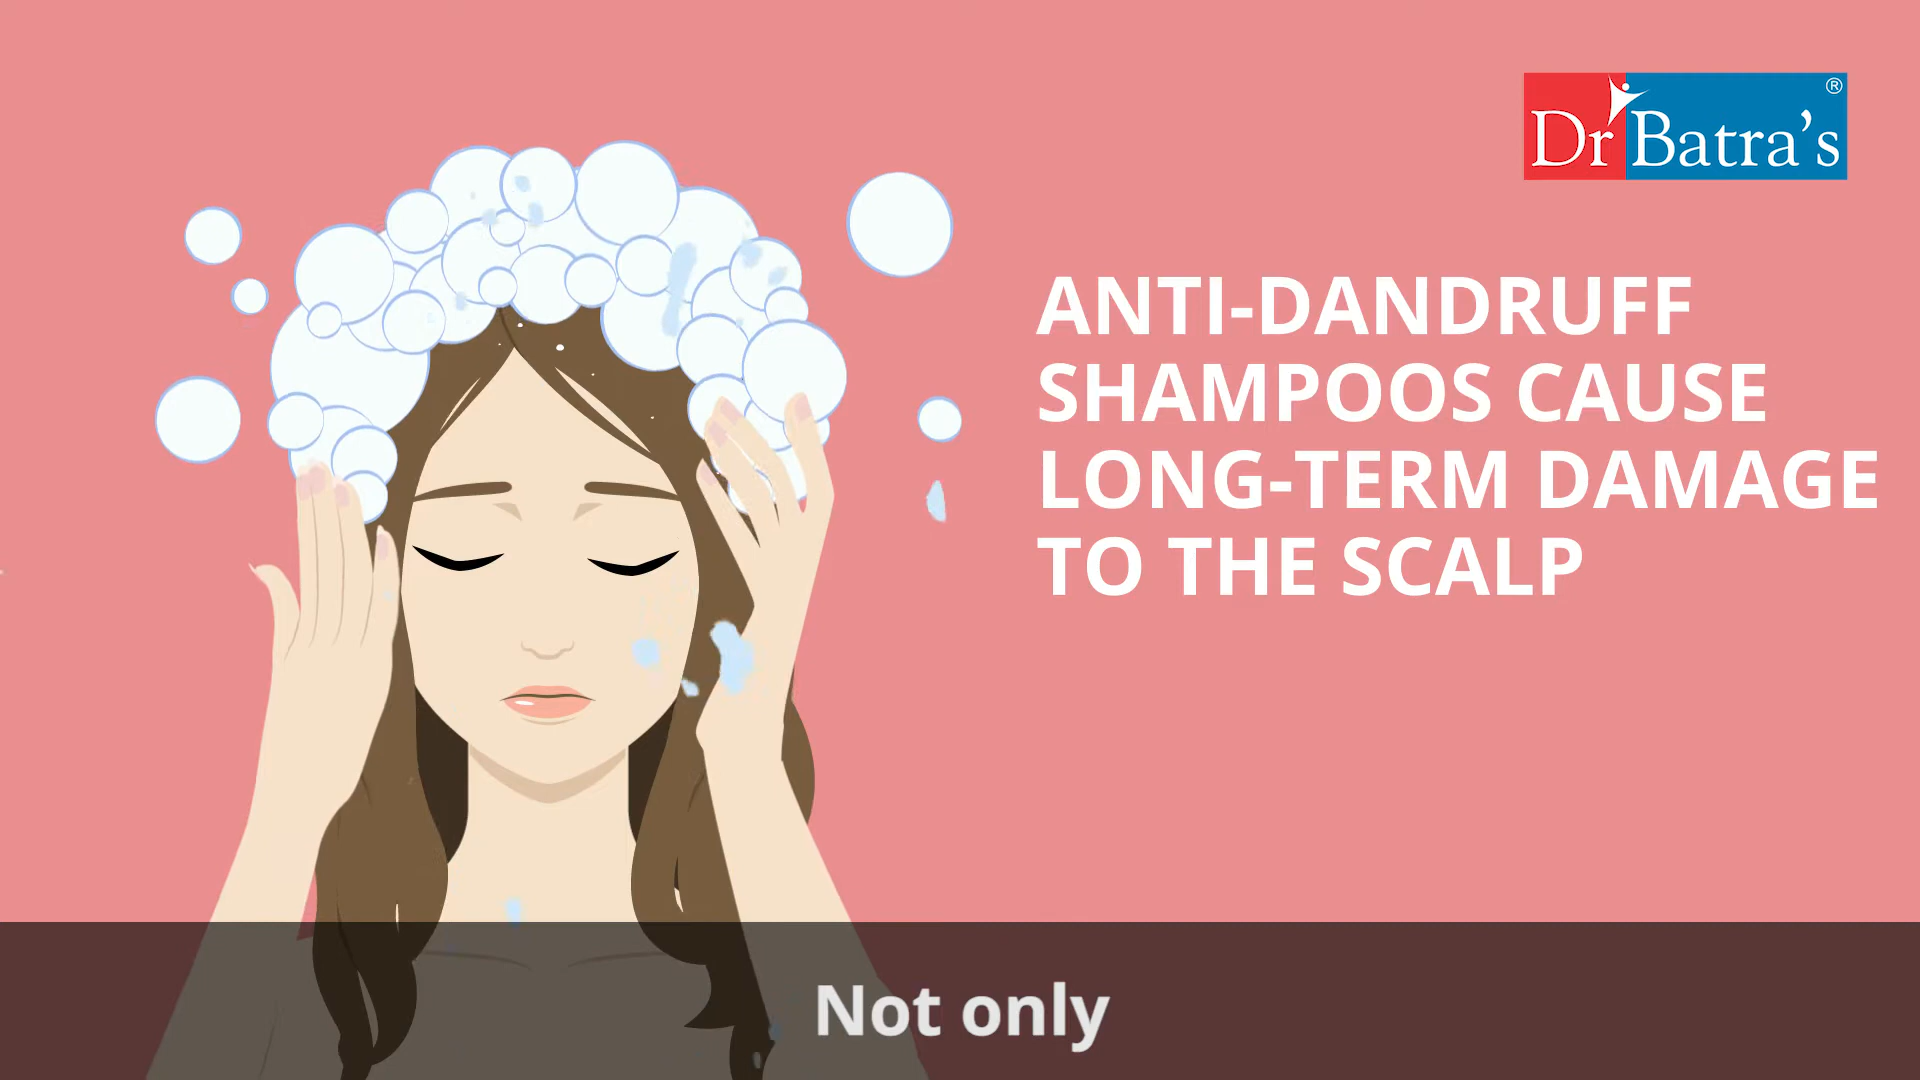 Dr Batra's ®
ANTI-DANDRUFF
SHAMPOOS CAUSE
LONG-TERM DAMAGE
TO THE SCALP
Not only